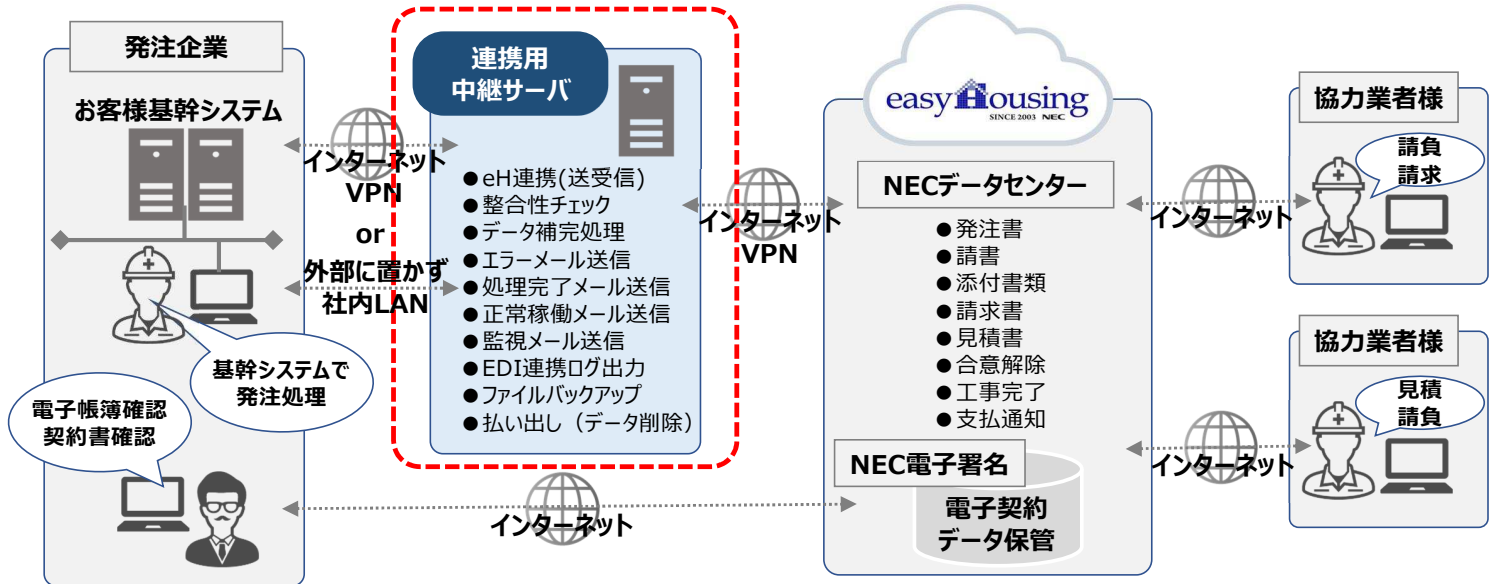 発注企業
お客様基幹システム
インターネット
VPN
or
外部に置かず
社内LAN
基幹システムで
発注処理
電子帳簿確認
契約書確認
連携用
中継サーバ
●eH連携(送受信)
●整合性チェック
●データ補完処理
●エラーメール送信
●処理完了メール送信
●正常稼働メール送信
●監視メール送信
●EDI連携ログ出力
●ファイルバックアップ
●払い出し（データ削除）
インターネット
VPN
インターネット
easyHousing
SINCE 2003 NEC
NECデータセンター
●発注書
●請書
●添付書類
●請求書
●見積書
●合意解除
●工事完了
●支払通知
NEC電子署名
電子契約
データ保管
インターネット
インターネット
協力業者様
請負
請求
協力業者様
見積
請負